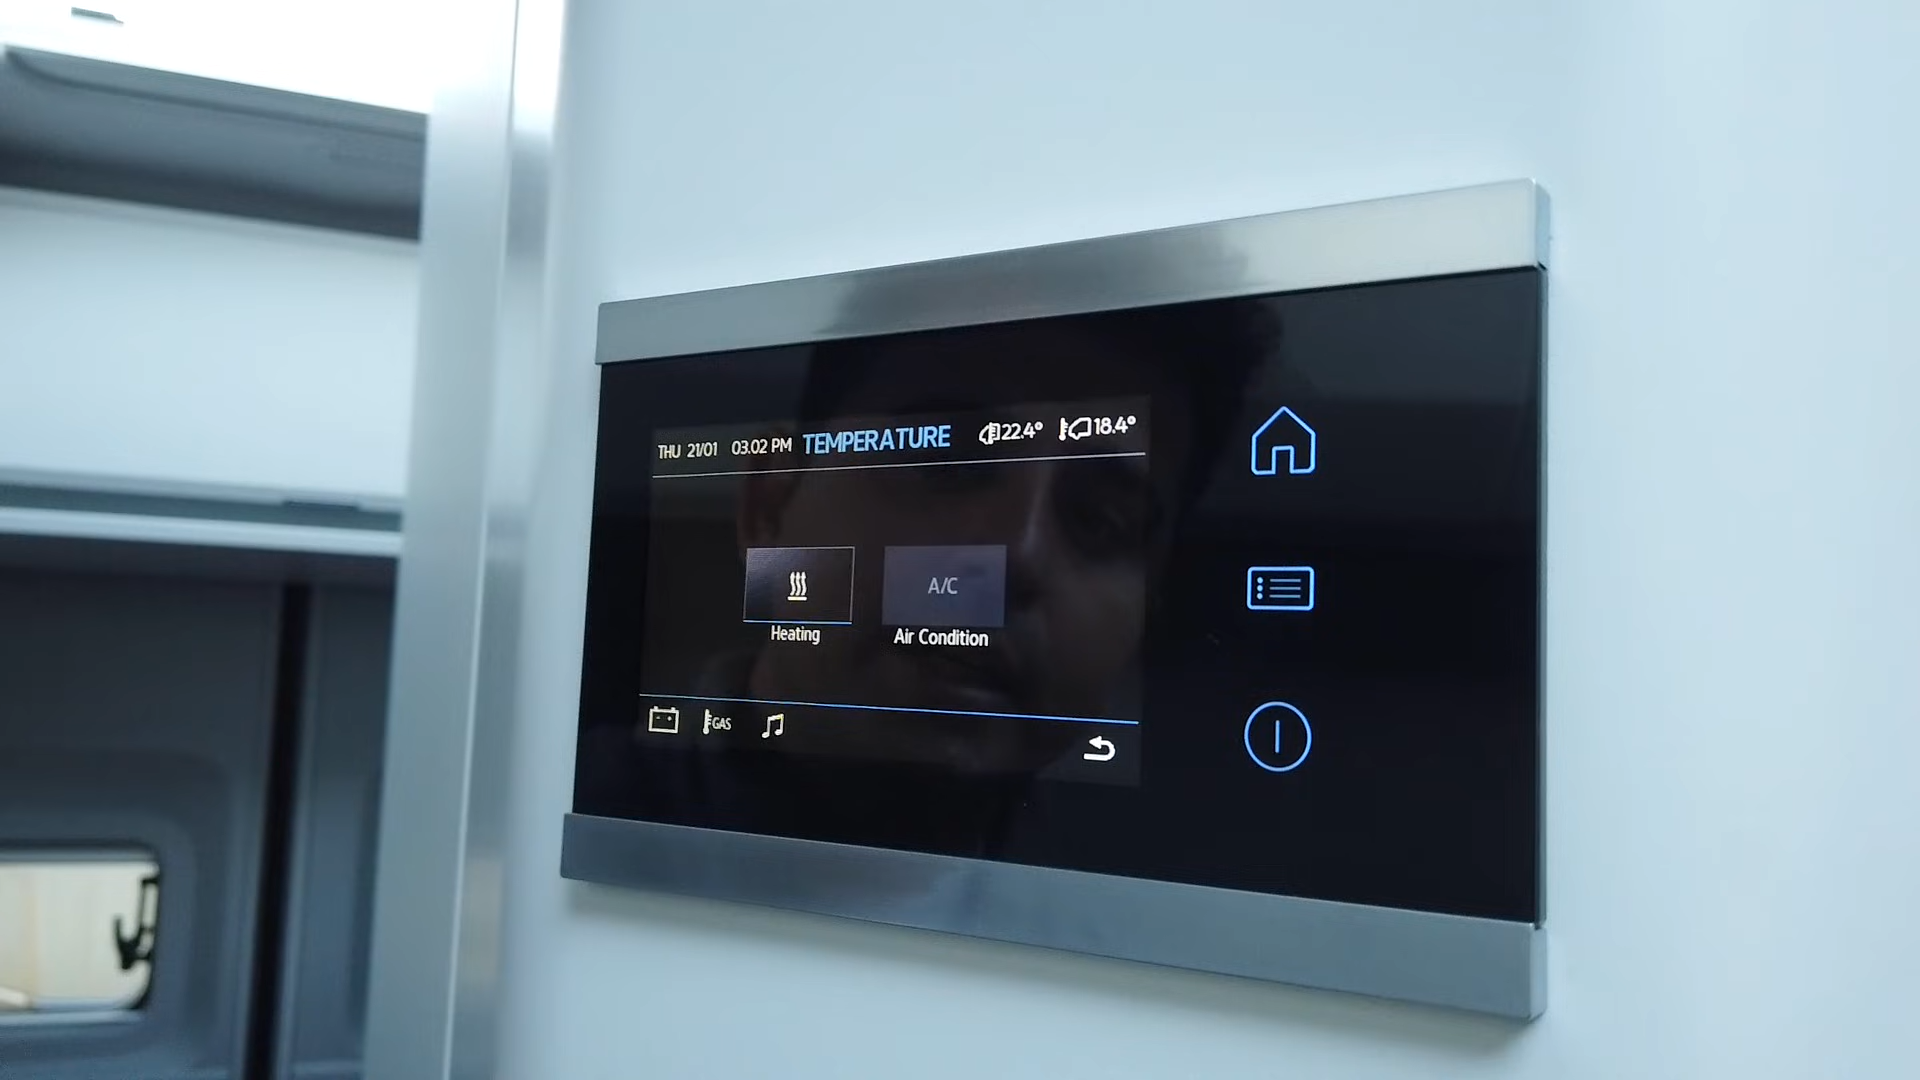 THU 21/01 03.02 PM TEMPERATURE 22.4° 18.4°
A/C
Heating Air Condition
GAS